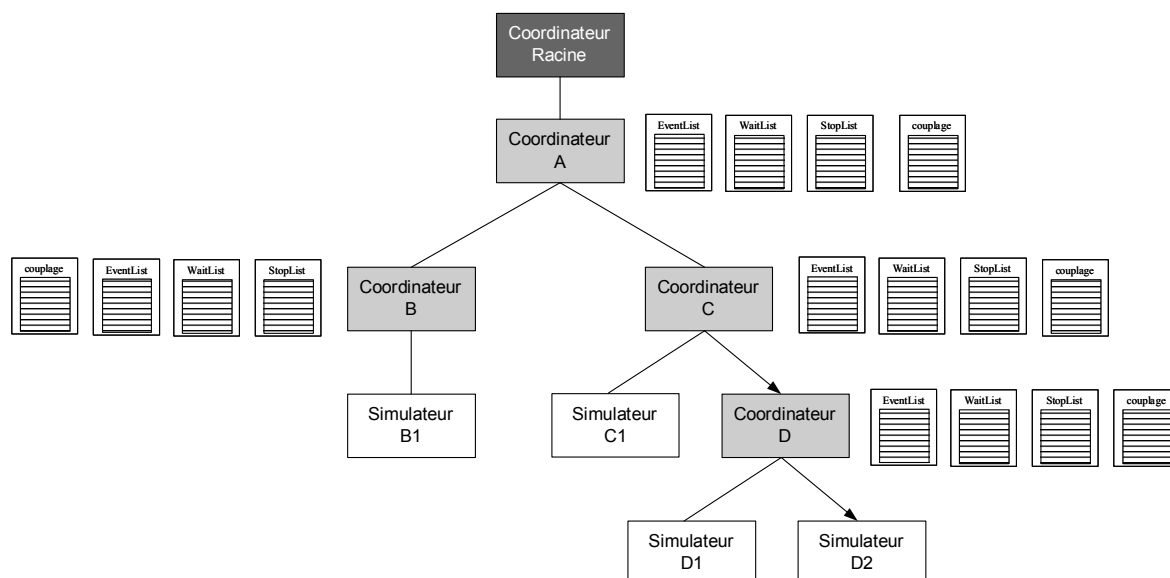 Coordinateur
Racine
Coordinateur
A
EventList
WaitList
StopList
couplage
couplage
EventList
WaitList
StopList
Coordinateur
B
Coordinateur
C
EventList
WaitList
StopList
couplage
Simulateur
B1
Simulateur
C1
Coordinateur
D
EventList
WaitList
StopList
couplage
Simulateur
D1
Simulateur
D2